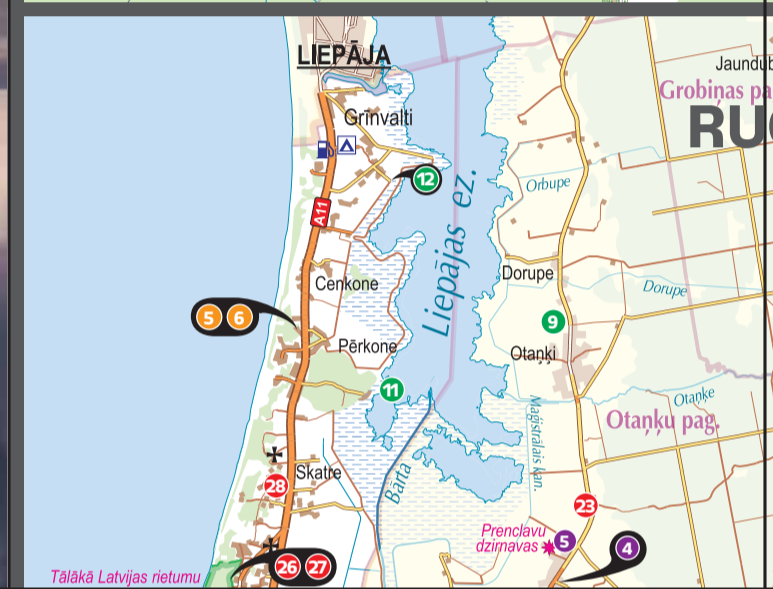 LIEPĀJA
Jaundub
Grobiņas pa
RUC
Grīnvalti
12
Orbupe
A11
Liepājas ez.
Cenkone
Dorupe
Dorupe
5 6
9
Pērkone
Otaņķi
11
Otaņķe
Otaņķu pag.
Maģistrālais kan.
Bārta
Skatre
28
23
Prenclavu
dzirnavas
5
4
26 27
Tālākā Latvijas rietumu